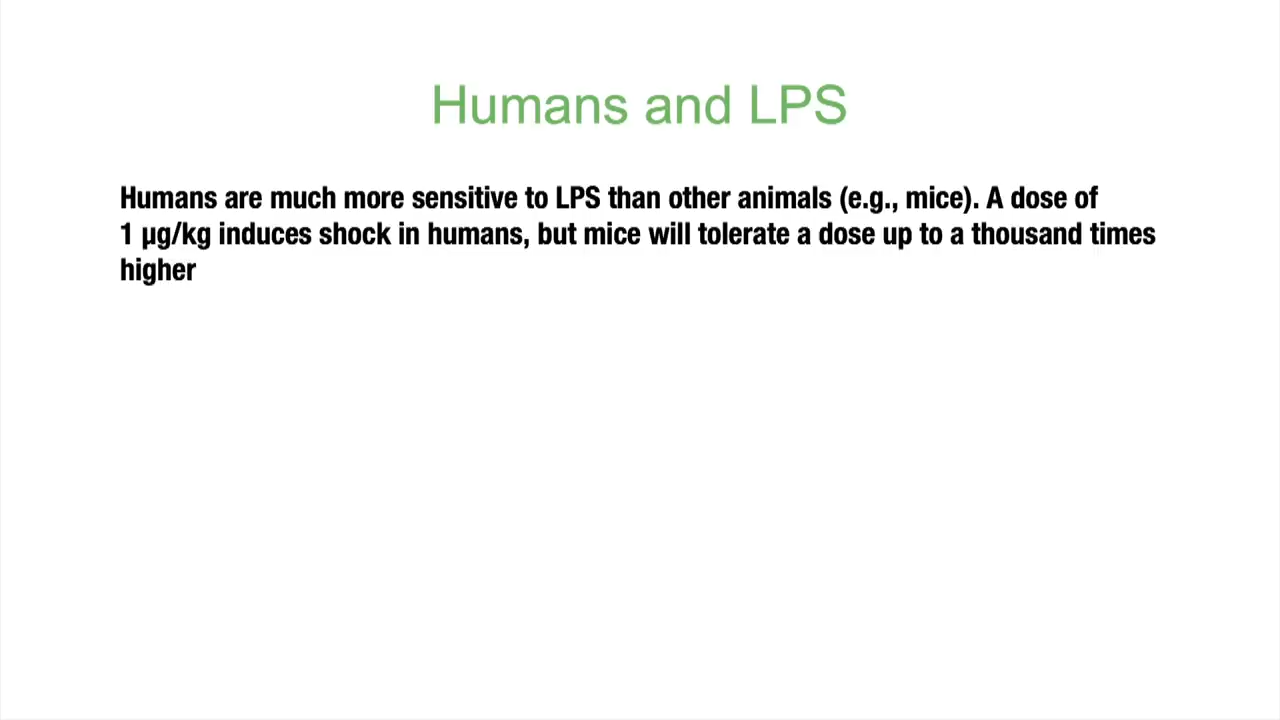 Humans and LPS
Humans are much more sensitive to LPS than other animals (e.g., mice). A dose of
1 µg/kg induces shock in humans, but mice will tolerate a dose up to a thousand times
higher